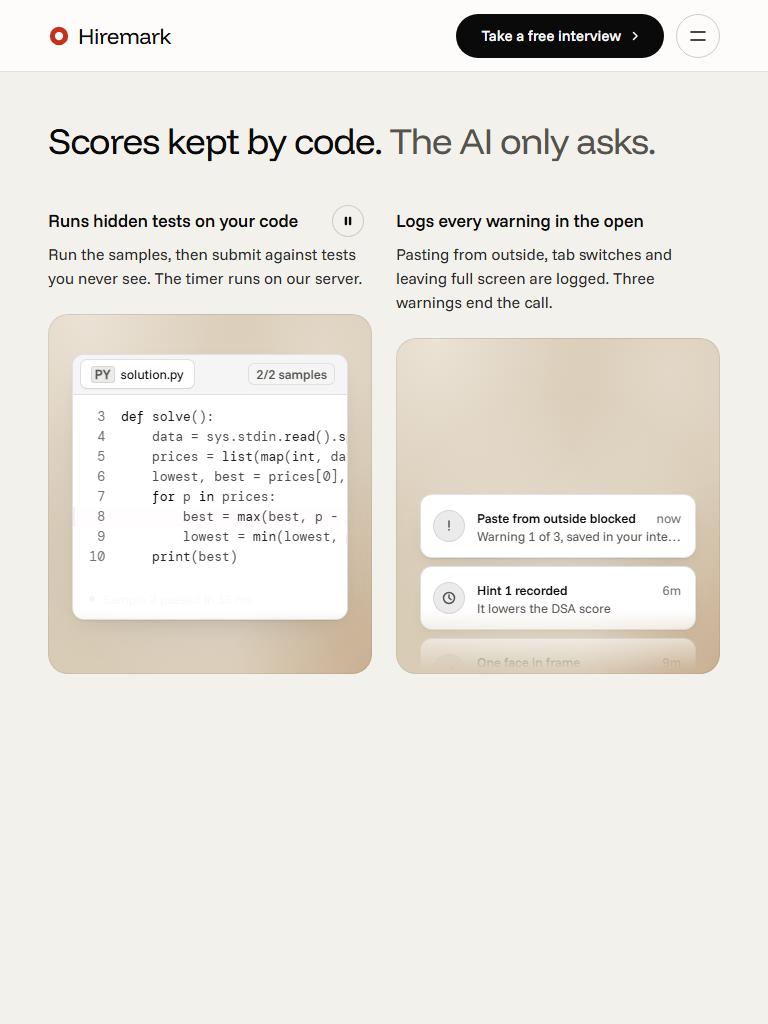 Hiremark
Take a free interview
Scores kept by code. The AI only asks.
Runs hidden tests on your code
Run the samples, then submit against tests
you never see. The timer runs on our server.
PY solution.py
2/2 samples
3 def solve():
4 data = sys.stdin.read().s
5 prices = list(map(int, da
6 lowest, best = prices[0],
7 for p in prices:
8 best = max(best, p -
9 lowest = min(lowest,
10 print(best)
Sample 2 passed in
Logs every warning in the open
Pasting from outside, tab switches and
leaving full screen are logged. Three
warnings end the call.
Paste from outside blocked now
Warning 1 of 3, saved in your inte...
Hint 1 recorded 6m
It lowers the DSA score
One face in frame 9m